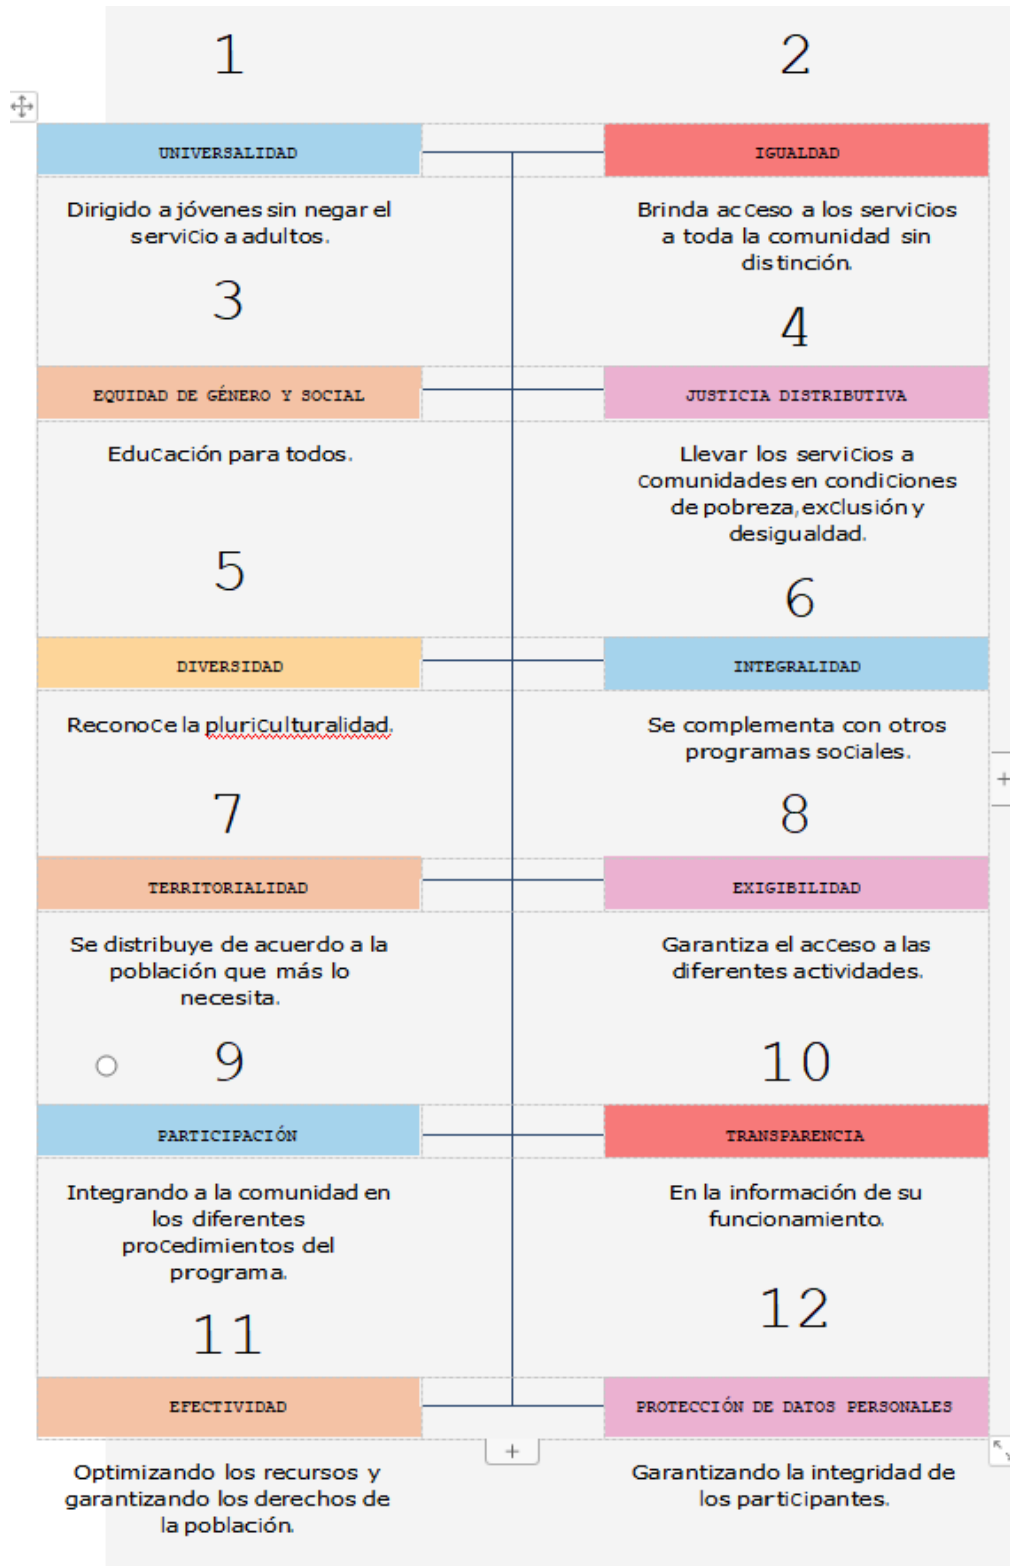 1
2
UNIVERSALIDAD
IGUALDAD
Dirigido a jóvenes sin negar el
serviCio a adultos.
Brinda acCeso a los serviCios
a toda la comunidad sin
distinción.
3
4
EQUIDAD DE GÉNERO Y SOCIAL
JUSTICIA DISTRIBUTIVA
EduCación para todos.
Llevar los serviCios a
Comunidades en condiCiones
de pobreza, exClusión y
desigualdad.
5
6
DIVERSIDAD
INTEGRALIDAD
ReconoCe la pluriCulturalidad.
Se complementa con otros
programas soCiales.
7
8
TERRITORIALIDAD
EXIGIBILIDAD
Se distribuye de acuerdo a la
población que más lo
necesita.
Garantiza el acCeso a las
diferentes actividades.
9
10
PARTICIPACIÓN
TRANSPARENCIA
Integrando a la comunidad en
los diferentes
proCedimientos del
programa.
En la información de su
funcionamiento.
11
12
EFECTIVIDAD
PROTECCIÓN DE DATOS PERSONALES
Optimizando los recursos y
garantizando los derechos de
la población.
Garantizando la integridad de
los partiCipantes.